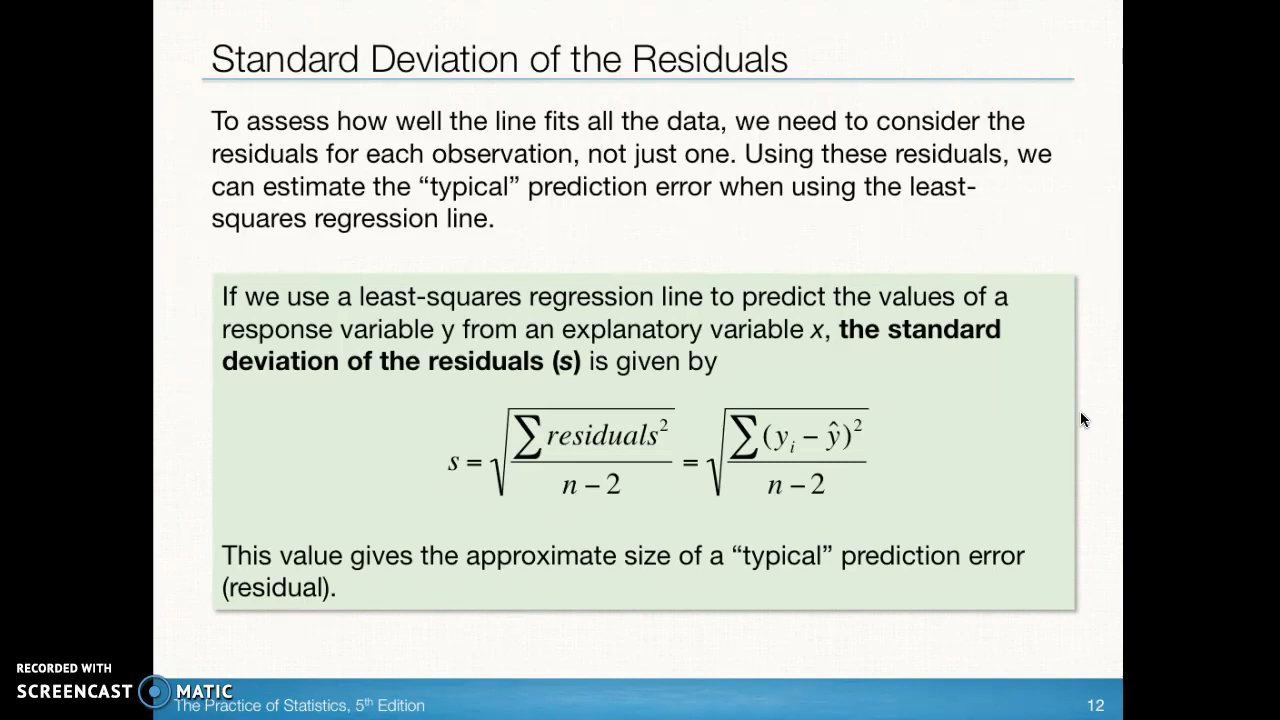 Standard Deviation of the Residuals
To assess how well the line fits all the data, we need to consider the
residuals for each observation, not just one. Using these residuals, we
can estimate the “typical” prediction error when using the least-
squares regression line.
If we use a least-squares regression line to predict the values of a
response variable y from an explanatory variable x, the standard
deviation of the residuals (s) is given by
s = √(∑ residuals² / (n − 2)) = √(∑ (yᵢ − ŷ)² / (n − 2))
This value gives the approximate size of a “typical” prediction error
(residual).
RECORDED WITH
SCREENCAST MATIC
The Practice of Statistics, 5th Edition
12